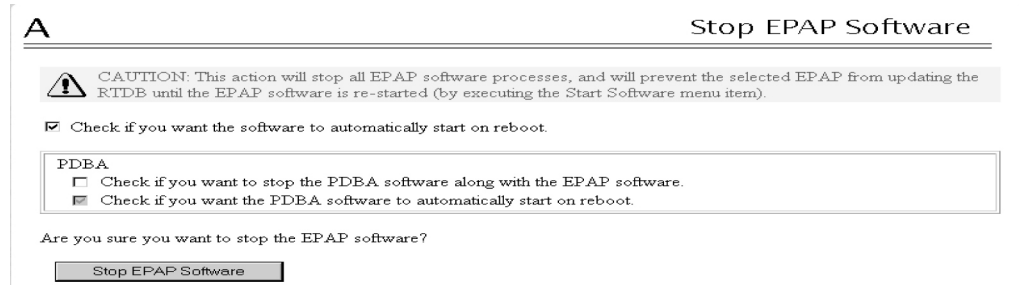 A
Stop EPAP Software
CAUTION: This action will stop all EPAP software processes, and will prevent the selected EPAP from updating the
RTDB until the EPAP software is re-started (by executing the Start Software menu item).
Check if you want the software to automatically start on reboot.
PDBA
Check if you want to stop the PDBA software along with the EPAP software.
Check if you want the PDBA software to automatically start on reboot.
Are you sure you want to stop the EPAP software?
Stop EPAP Software